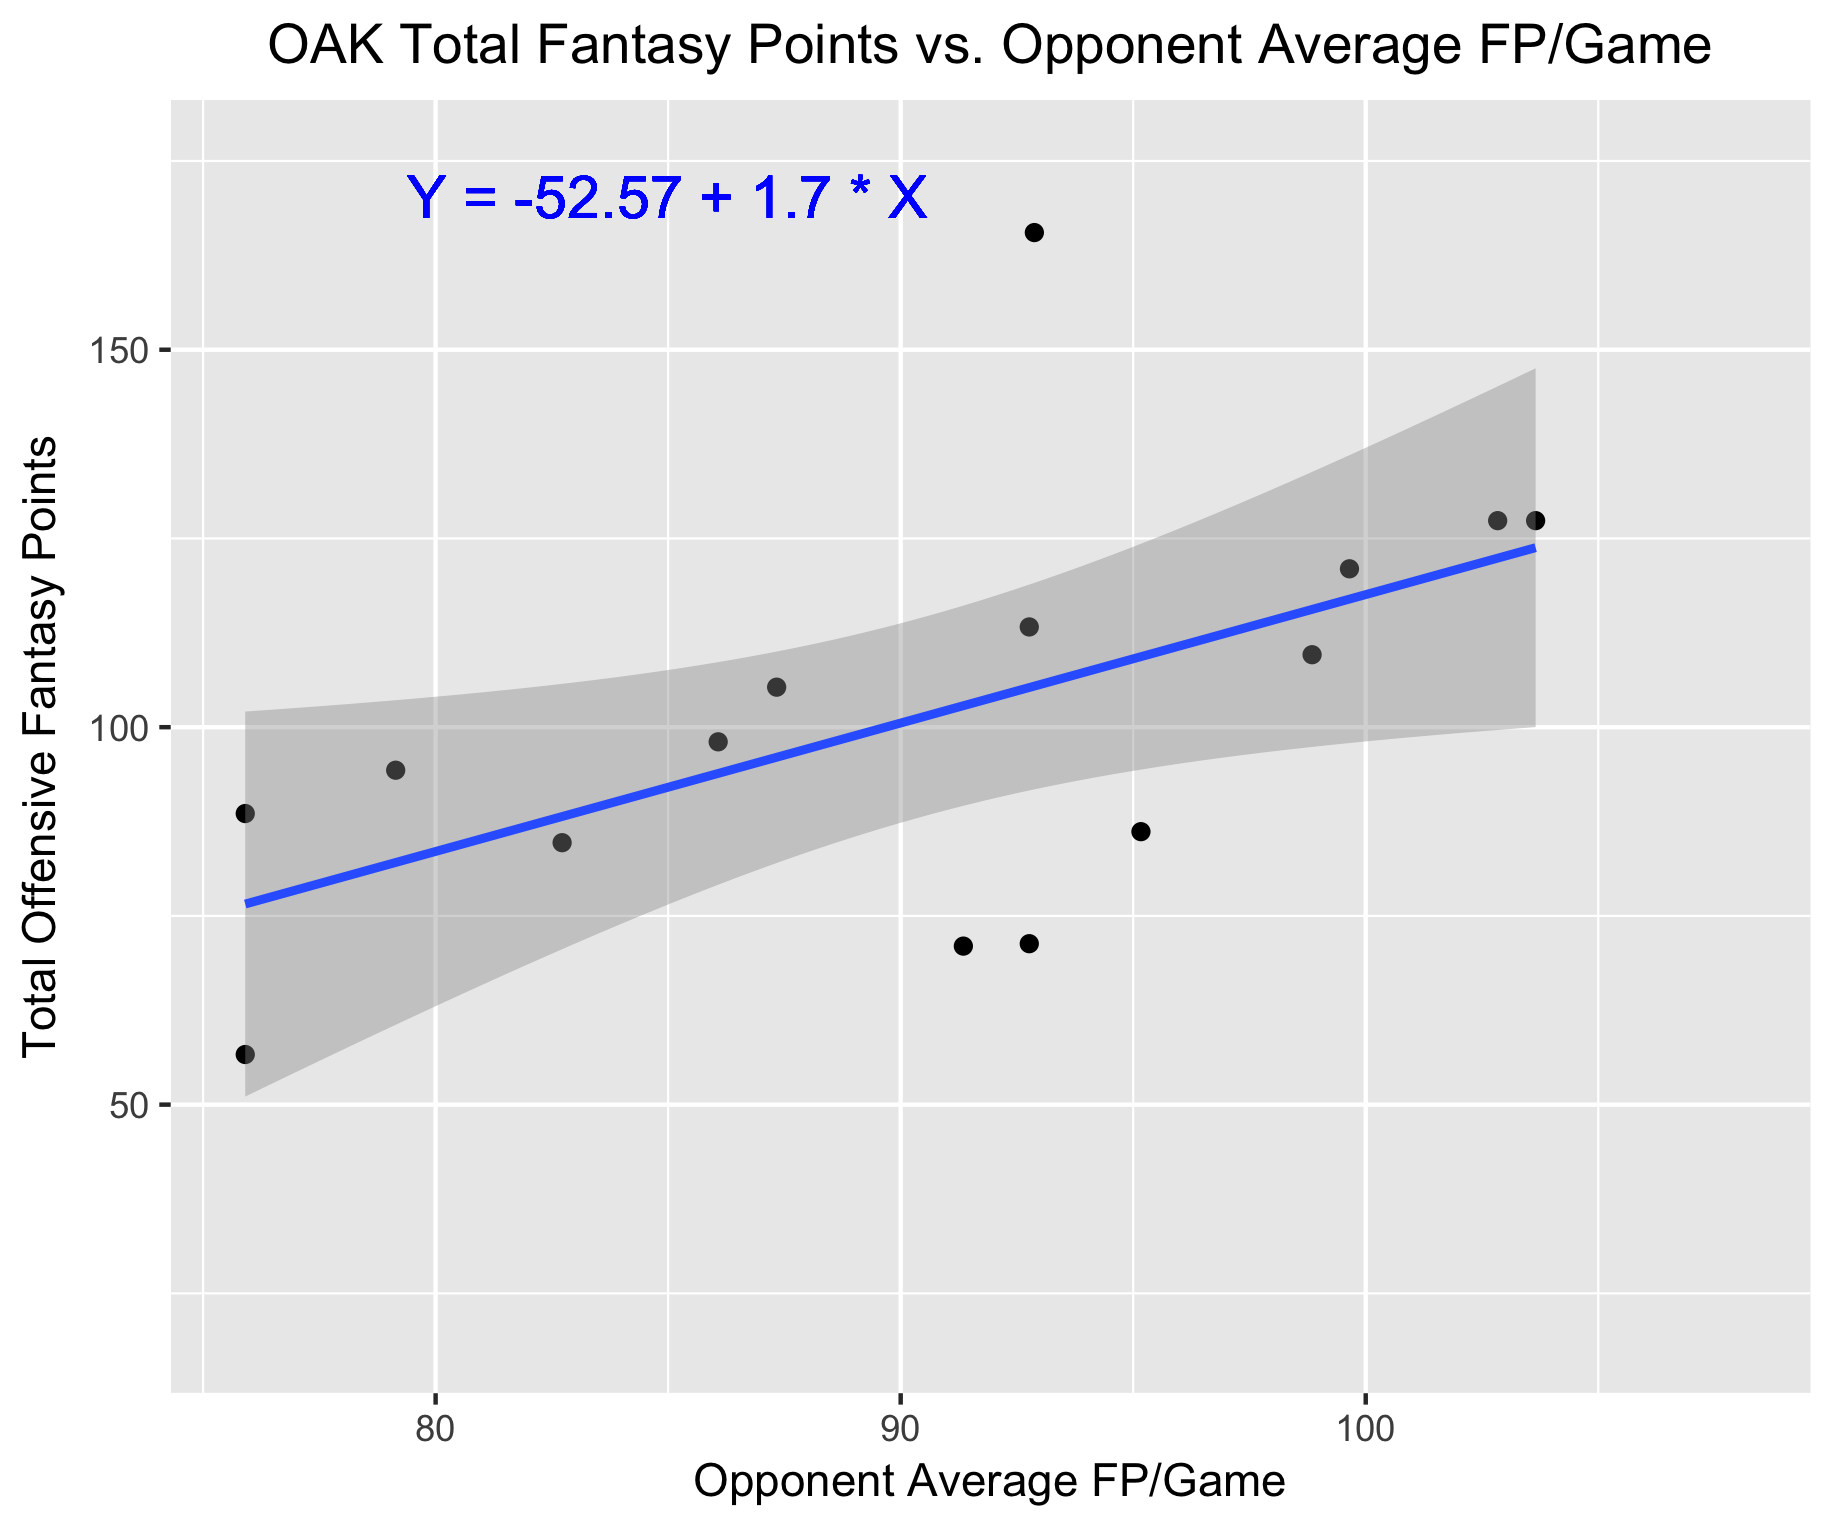 OAK Total Fantasy Points vs. Opponent Average FP/Game
Y = -52.57 + 1.7 * X
Total Offensive Fantasy Points
150
100
50
80
90
100
Opponent Average FP/Game